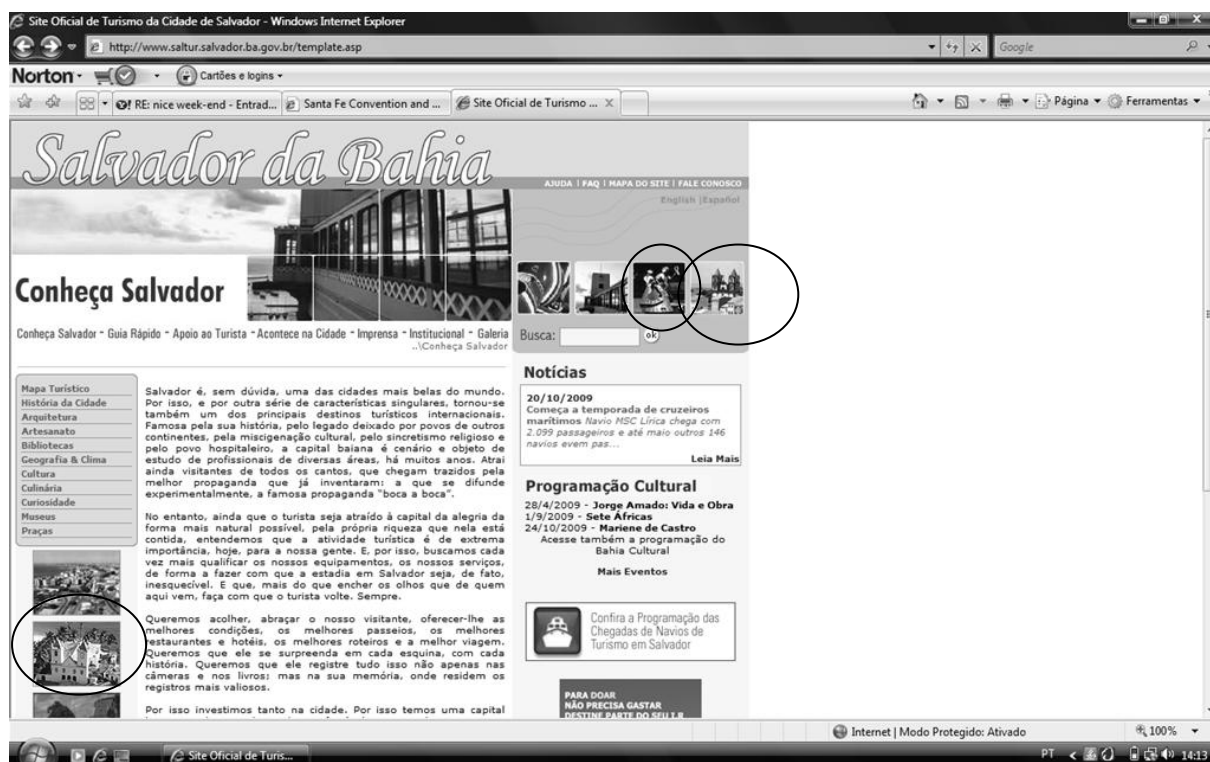 Site Oficial de Turismo da Cidade de Salvador - Windows Internet Explorer
http://www.saltur.salvador.ba.gov.br/template.asp
Google
Norton
Cartões e logins
RE: nice week-end - Entrad...
Santa Fe Convention and ...
Site Oficial de Turismo ...
Página
Ferramentas
Salvador da Bahia
AJUDA | FAQ | MAPA DO SITE | FALE CONOSCO
English |Español
Conheça Salvador
Conheça Salvador - Guia Rápido - Apoio ao Turista - Acontece na Cidade - Imprensa - Institucional - Galeria
..\Conheça Salvador
Busca:
ok
Mapa Turístico
História da Cidade
Arquitetura
Artesanato
Bibliotecas
Geografia & Clima
Cultura
Culinária
Curiosidade
Museus
Praças
Salvador é, sem dúvida, uma das cidades mais belas do mundo.
Por isso, e por outra série de características singulares, tornou-se
também um dos principais destinos turísticos internacionais.
Famosa pela sua história, pelo legado deixado por povos de outros
continentes, pela miscigenação cultural, pelo sincretismo religioso e
pelo povo hospitaleiro, a capital baiana é cenário e objeto de
estudo de profissionais de diversas áreas, há muitos anos. Atrai
ainda visitantes de todos os cantos, que chegam trazidos pela
melhor propaganda que já inventaram: a que se difunde
experimentalmente, a famosa propaganda "boca a boca".
No entanto, ainda que o turista seja atraído à capital da alegria da
forma mais natural possível, pela própria riqueza que nela está
contida, entendemos que a atividade turística é de extrema
importância, hoje, para a nossa gente. E, por isso, buscamos cada
vez mais qualificar os nossos equipamentos, os nossos serviços,
de forma a fazer com que a estadia em Salvador seja, de fato,
inesquecível. E que, mais do que encher os olhos que de quem
aqui vem, faça com que o turista volte. Sempre.
Queremos acolher, abraçar o nosso visitante, oferecer-lhe as
melhores condições, os melhores passeios, os melhores
restaurantes e hotéis, os melhores roteiros e a melhor viagem.
Queremos que ele se surpreenda em cada esquina, com cada
história. Queremos que ele registre tudo isso não apenas nas
câmeras e nos livros; mas na sua memória, onde residem os
registros mais valiosos.
Por isso investimos tanto na cidade. Por isso temos uma capital
Notícias
20/10/2009
Começa a temporada de cruzeiros
marítimos Navio MSC Lírica chega com
2.099 passageiros e até maio outros 146
navios evem pas...
Leia Mais
Programação Cultural
28/4/2009 - Jorge Amado: Vida e Obra
1/9/2009 - Sete Áfricas
24/10/2009 - Mariene de Castro
Acesse também a programação do
Bahia Cultural
Mais Eventos
Confira a Programação das
Chegadas de Navios de
Turismo em Salvador
PARA DOAR
NÃO PRECISA GASTAR
DESTINE PARTE DO SEU I.R
Internet | Modo Protegido: Ativado
100%
Site Oficial de Turis...
PT
14:13